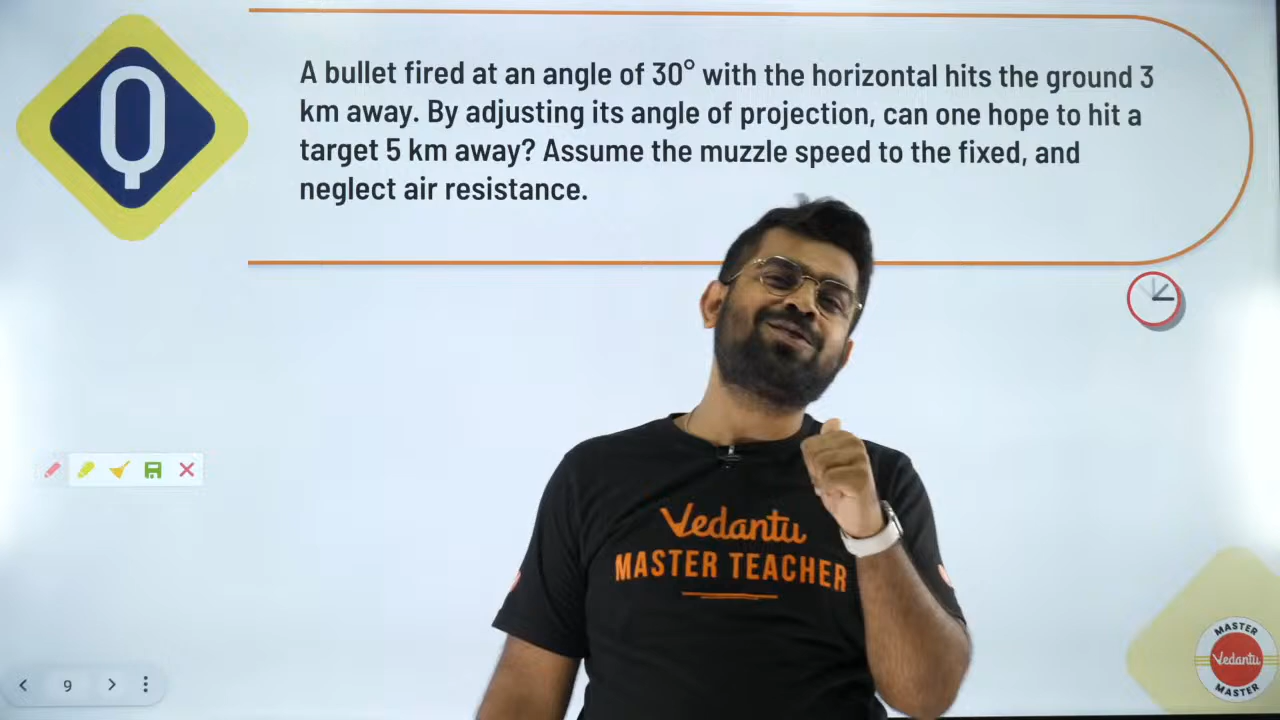 Q
A bullet fired at an angle of 30° with the horizontal hits the ground 3
km away. By adjusting its angle of projection, can one hope to hit a
target 5 km away? Assume the muzzle speed to the fixed, and
neglect air resistance.
Vedantu
MASTER TEACHER
9
MASTER
Vedantu
MASTER